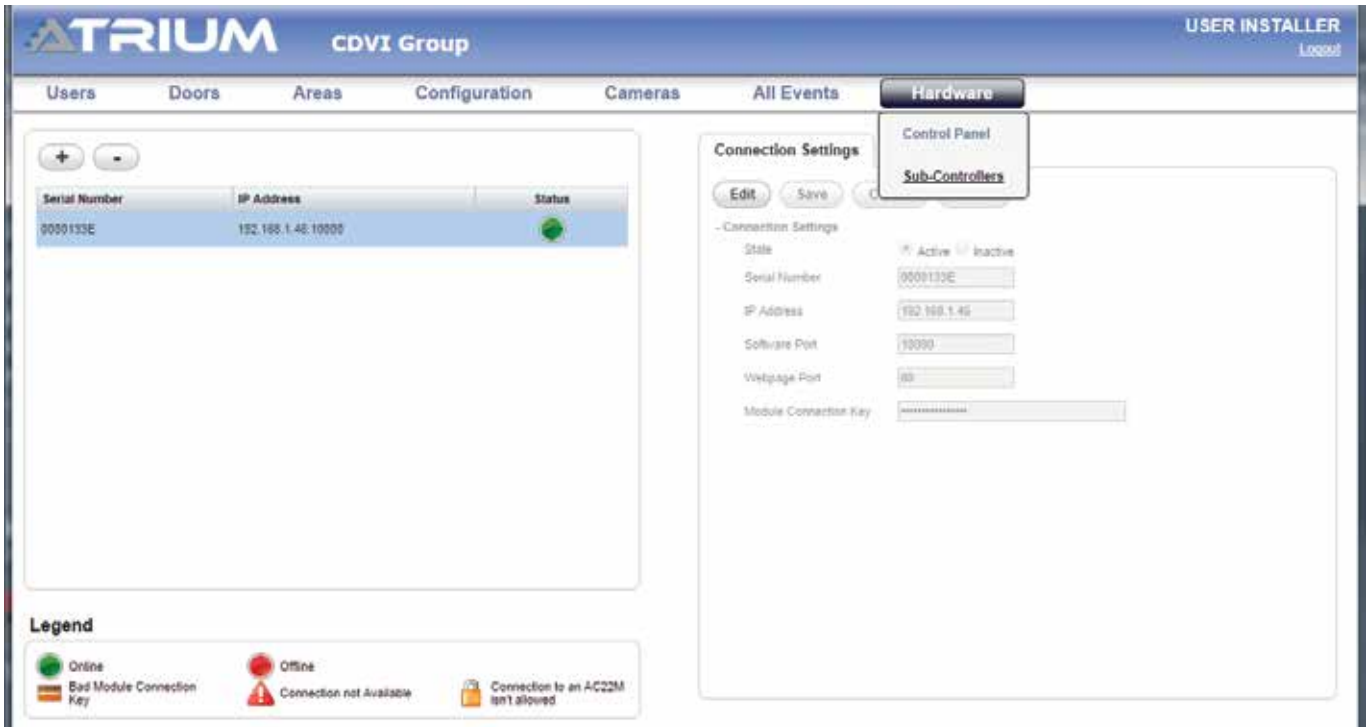 ATRIUM CDVI Group
USER INSTALLER
Logout
Users Doors Areas Configuration Cameras All Events Hardware
Control Panel
Sub-Controllers
+ -
Serial Number IP Address Status
0000133E 192.168.1.46:10000
Connection Settings
Edit Save
- Connection Settings
State Active Inactive
Serial Number 0000133E
IP Address 192.168.1.46
Software Port 10000
Webpage Port 80
Module Connection Key
Legend
Online Offline
Bad Module Connection Key
Connection not Available
Connection to an AC22M isn't allowed